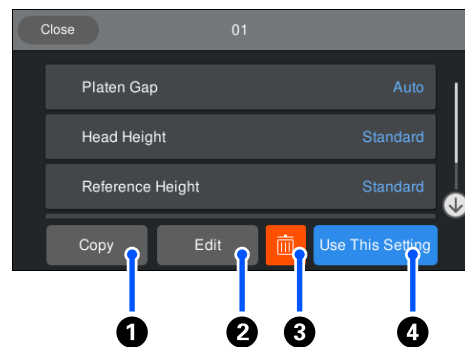 Close 01
Platen Gap Auto
Head Height Standard
Reference Height Standard
Copy Edit Use This Setting
1 2 3 4